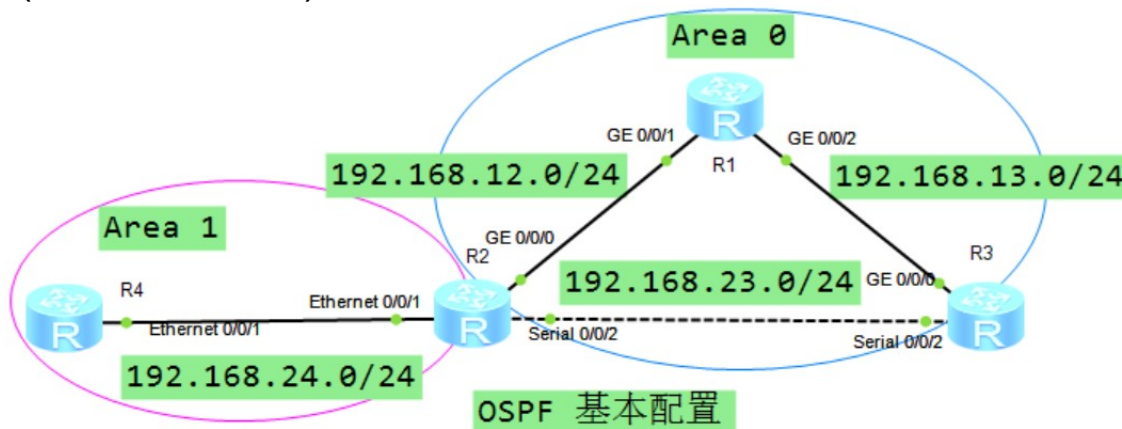 Area 0
R
GE 0/0/1
GE 0/0/2
R1
192.168.12.0/24
192.168.13.0/24
Area 1
GE 0/0/0
R2
R3
192.168.23.0/24
GE 0/0/0
R4
Ethernet 0/0/1
R
Ethernet 0/0/1
R
Serial 0/0/2
Serial 0/0/2
R
192.168.24.0/24
OSPF 基本配置